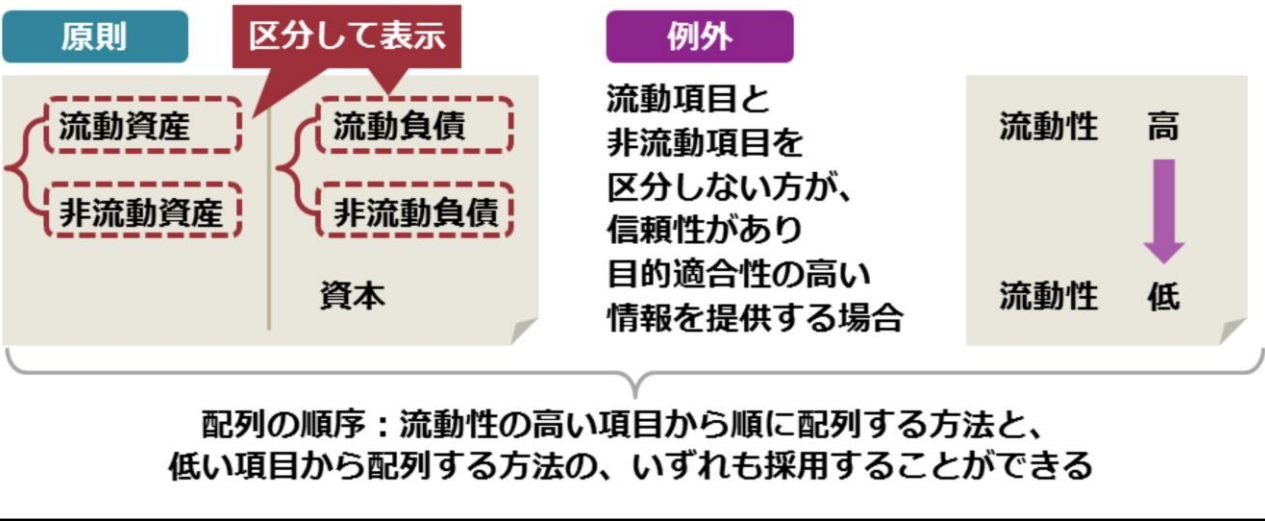 原則
区分して表示
流動資産
非流動資産
流動負債
非流動負債
資本
例外
流動項目と
非流動項目を
区分しない方が、
信頼性があり
目的適合性の高い
情報を提供する場合
流動性 高
流動性 低
配列の順序：流動性の高い項目から順に配列する方法と、
低い項目から配列する方法の、いずれも採用することができる